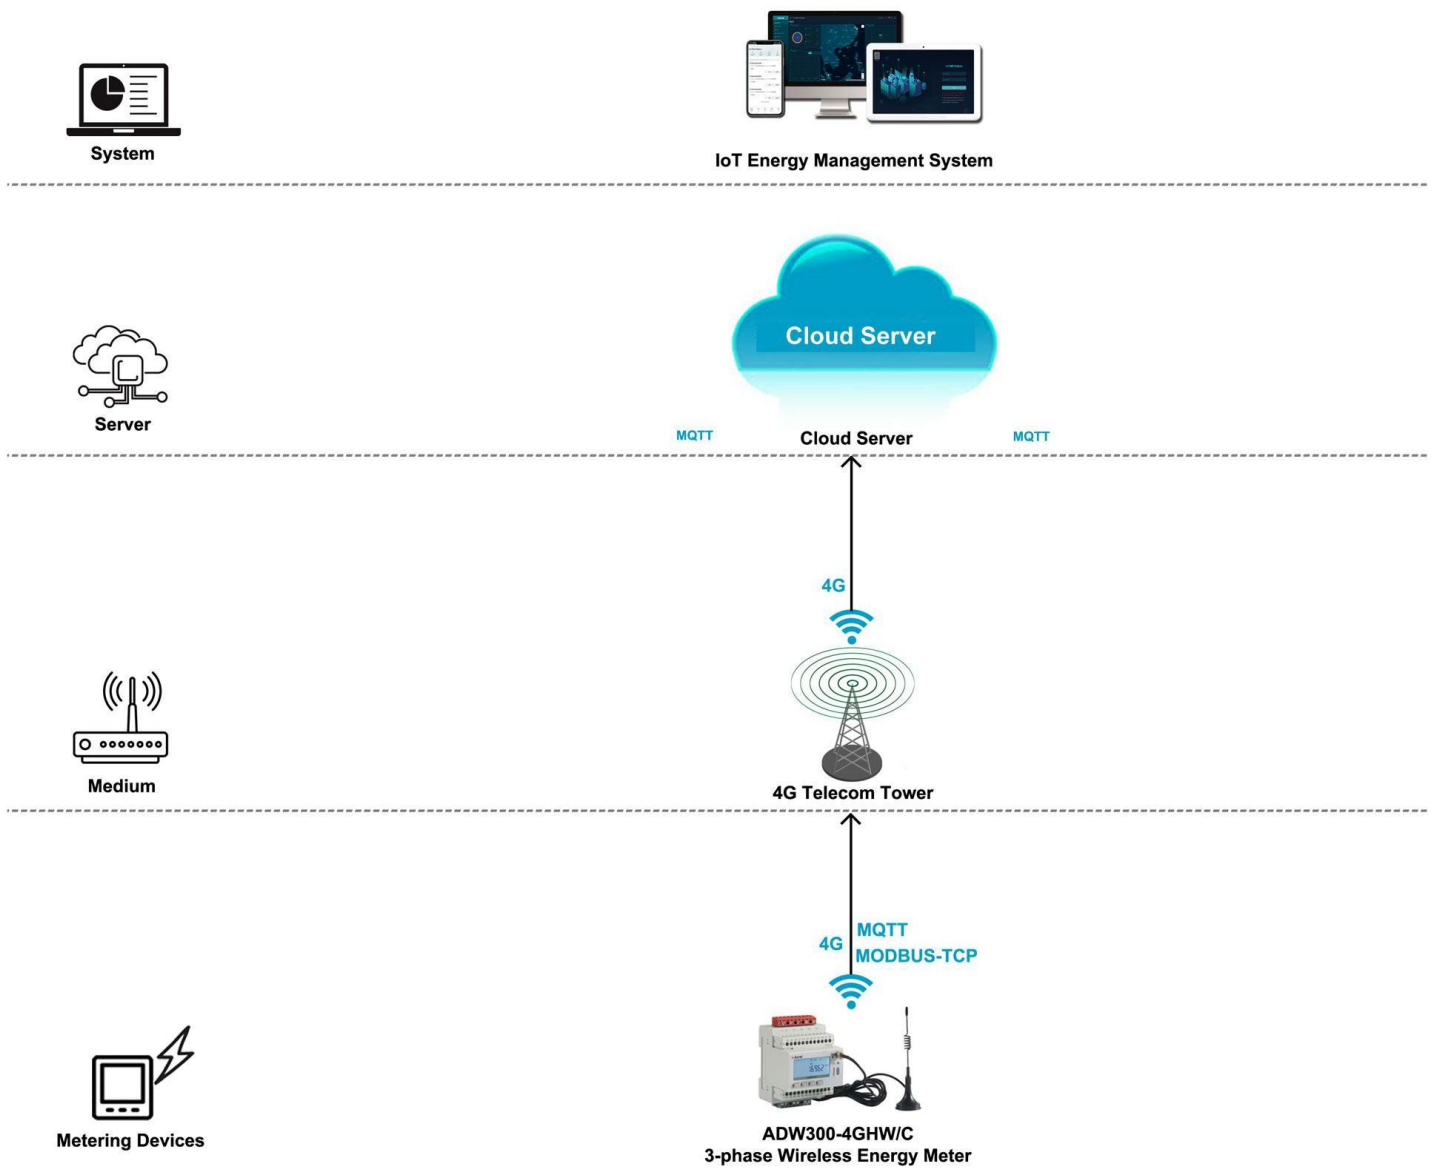 System
IoT Energy Management System
Cloud Server
Server
MQTT
Cloud Server
MQTT
4G
Medium
4G Telecom Tower
4G
MQTT
MODBUS-TCP
Metering Devices
ADW300-4GHW/C
3-phase Wireless Energy Meter